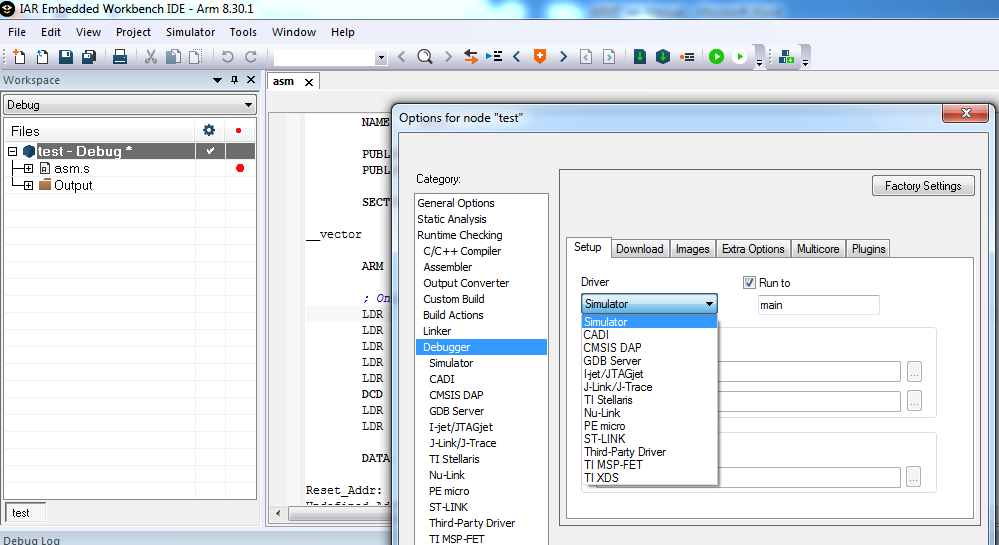 IAR Embedded Workbench IDE - Arm 8.30.1
File Edit View Project Simulator Tools Window Help
Workspace
Debug
Files
test - Debug *
asm.s
Output
test
Debug Log
asm
NAME
PUBL
PUBL
SECT
__vector
ARM
; On
LDR
LDR
LDR
LDR
LDR
DCD
LDR
LDR
DATA
Reset_Addr:
Options for node "test"
Category:
General Options
Static Analysis
Runtime Checking
C/C++ Compiler
Assembler
Output Converter
Custom Build
Build Actions
Linker
Debugger
Simulator
CADI
CMSIS DAP
GDB Server
I-jet/JTAGjet
J-Link/J-Trace
TI Stellaris
Nu-Link
PE micro
ST-LINK
Third-Party Driver
TI MSP-FET
Factory Settings
Setup Download Images Extra Options Multicore Plugins
Driver
Run to
Simulator
main
Simulator
CADI
CMSIS DAP
GDB Server
I-jet/JTAGjet
J-Link/J-Trace
TI Stellaris
Nu-Link
PE micro
ST-LINK
Third-Party Driver
TI MSP-FET
TI XDS
...
...
...